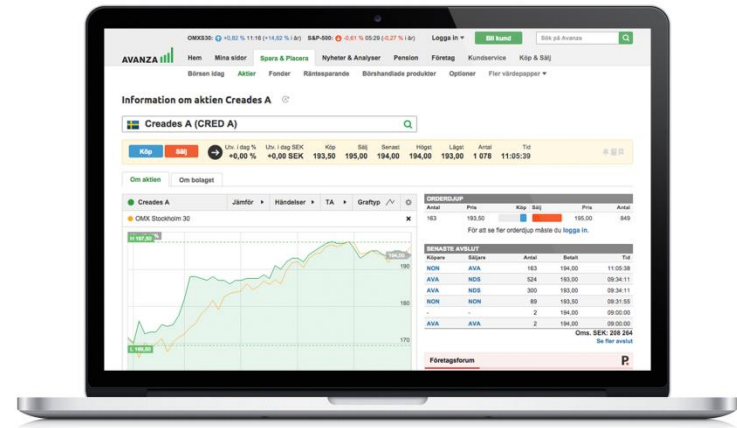 OMXS30: +0,82 % 11:16 (+14,62 % i år) S&P-500: -0,61 % 05:29 (-0,27 % i år) Logga in Bli kund Sök på Avanza
AVANZA Hem Mina sidor Spara & Placera Nyheter & Analyser Pension Företag Kundservice Köp & Sälj
Börsen idag Aktier Fonder Räntesparande Börshandlade produkter Optioner Fler värdepapper
Information om aktien Creades A
Creades A (CRED A)
Köp Sälj Utv. i dag % Utv. i dag SEK Köp Sälj Senast Högst Lägst Antal Tid
+0,00 % +0,00 SEK 193,50 195,00 194,00 194,00 193,00 1 078 11:05:39
Om aktien Om bolaget
Creades A Jämför Händelser TA Graftyp
OMX Stockholm 30
H 197,50
194,00
190
180
170
L 169,00
ORDERDJUP
Antal Pris Köp Sälj Pris Antal
163 193,50 195,00 849
För att se fler orderdjup måste du logga in.
SENASTE AVSLUT
Köpare Säljare Antal Betalt Tid
NON AVA 163 194,00 11:05:38
AVA NDS 524 193,00 09:34:11
AVA NDS 300 193,00 09:34:11
NON NON 89 193,50 09:31:55
- - 2 194,00 09:00:00
AVA AVA 2 194,00 09:00:00
Oms. SEK: 208 264
Se fler avslut
Företagsforum P.